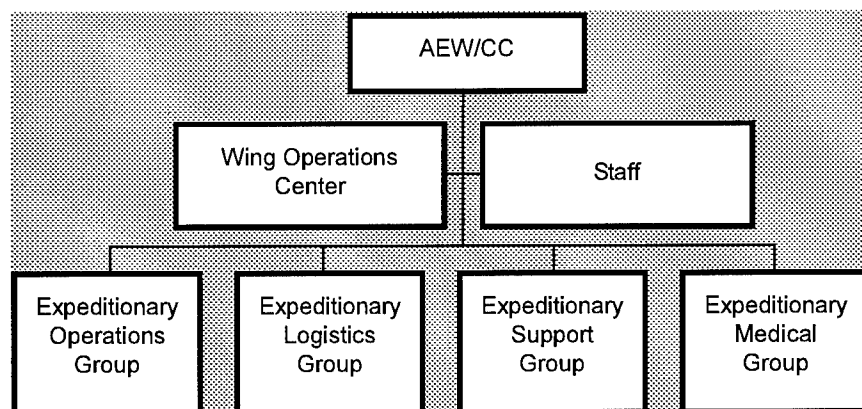 AEW/CC
Wing Operations
Center
Staff
Expeditionary
Operations
Group
Expeditionary
Logistics
Group
Expeditionary
Support
Group
Expeditionary
Medical
Group